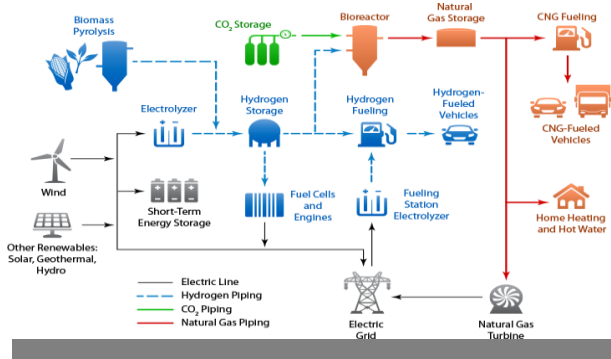 Biomass
Pyrolysis
CO2 Storage
Bioreactor
Natural
Gas Storage
CNG Fueling
Electrolyzer
Hydrogen
Storage
Hydrogen
Fueling
Hydrogen-
Fueled
Vehicles
CNG-Fueled
Vehicles
Wind
Short-Term
Energy Storage
Fuel Cells
and
Engines
Fueling
Station
Electrolyzer
Home Heating
and Hot Water
Other Renewables:
Solar, Geothermal,
Hydro
Electric Line
Hydrogen Piping
CO2 Piping
Natural Gas Piping
Electric
Grid
Natural Gas
Turbine